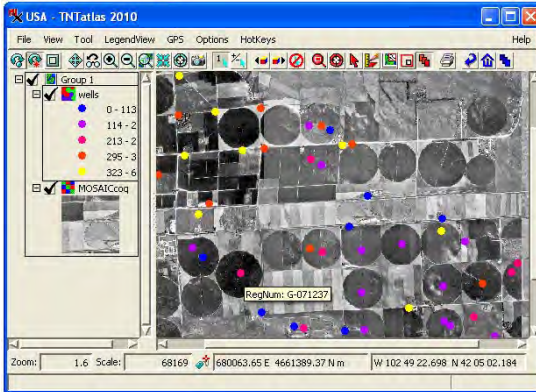 USA - TNTatlas 2010
File View Tool LegendView GPS Options HotKeys Help
Group 1
wells
0 - 113
114 - 2
213 - 2
295 - 3
323 - 6
MOSAICcoq
RegNum: G-071237
Zoom: 1.6 Scale: 68169 680063.65 E 4661389.37 N m W 102 49 22.698 N 42 05 02.184